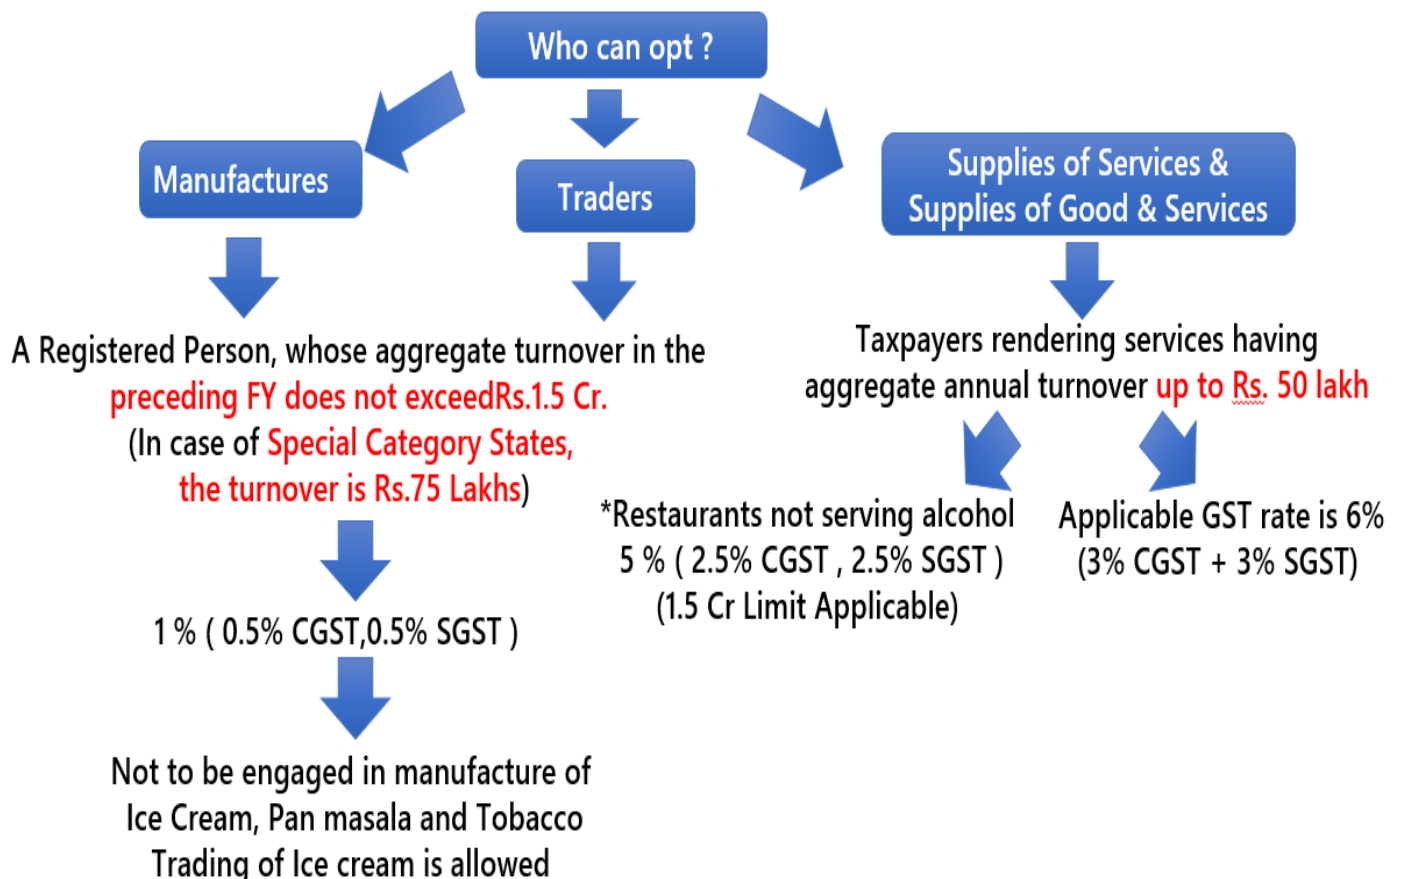 Who can opt ?
Manufactures
Traders
Supplies of Services &
Supplies of Good & Services
A Registered Person, whose aggregate turnover in the
preceding FY does not exceedRs.1.5 Cr.
(In case of Special Category States,
the turnover is Rs.75 Lakhs)
1 % ( 0.5% CGST,0.5% SGST )
Not to be engaged in manufacture of
Ice Cream, Pan masala and Tobacco
Trading of Ice cream is allowed
Taxpayers rendering services having
aggregate annual turnover up to Rs. 50 lakh
*Restaurants not serving alcohol
5 % ( 2.5% CGST , 2.5% SGST )
(1.5 Cr Limit Applicable)
Applicable GST rate is 6%
(3% CGST + 3% SGST)